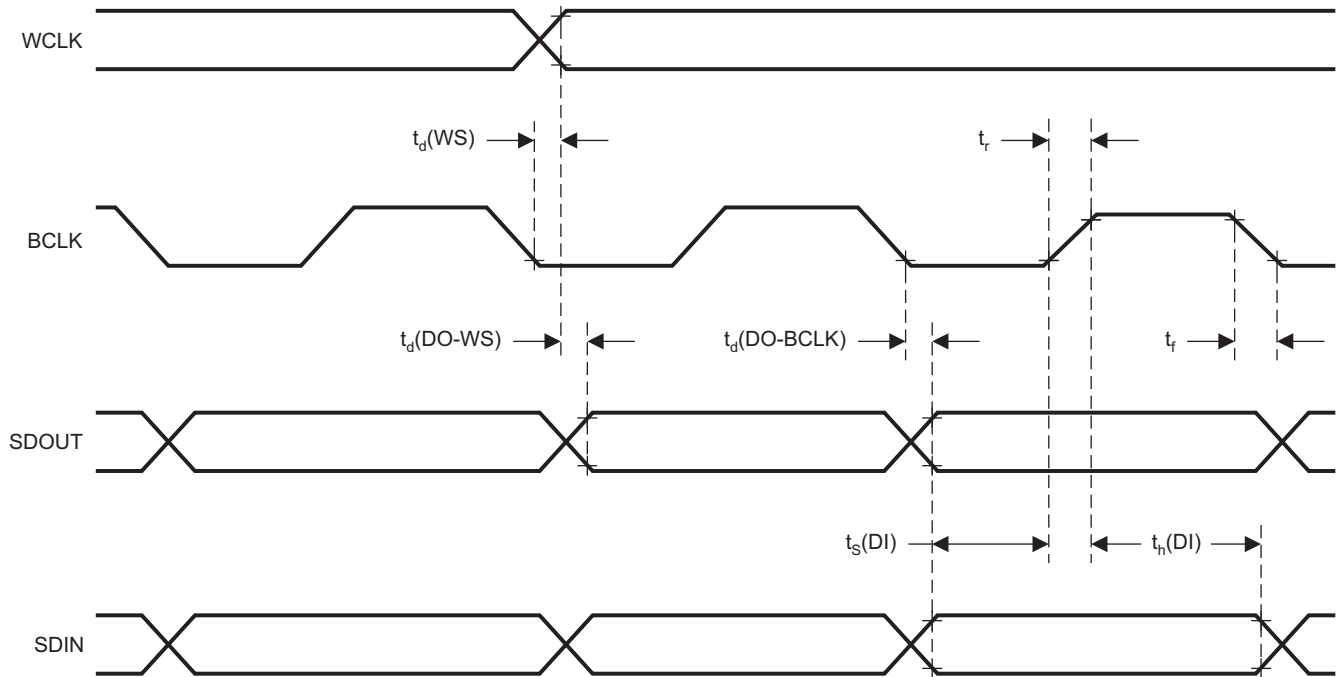 WCLK
t_d(WS)
t_r
BCLK
t_d(DO-WS)
t_d(DO-BCLK)
t_f
SDOUT
t_S(DI)
t_h(DI)
SDIN